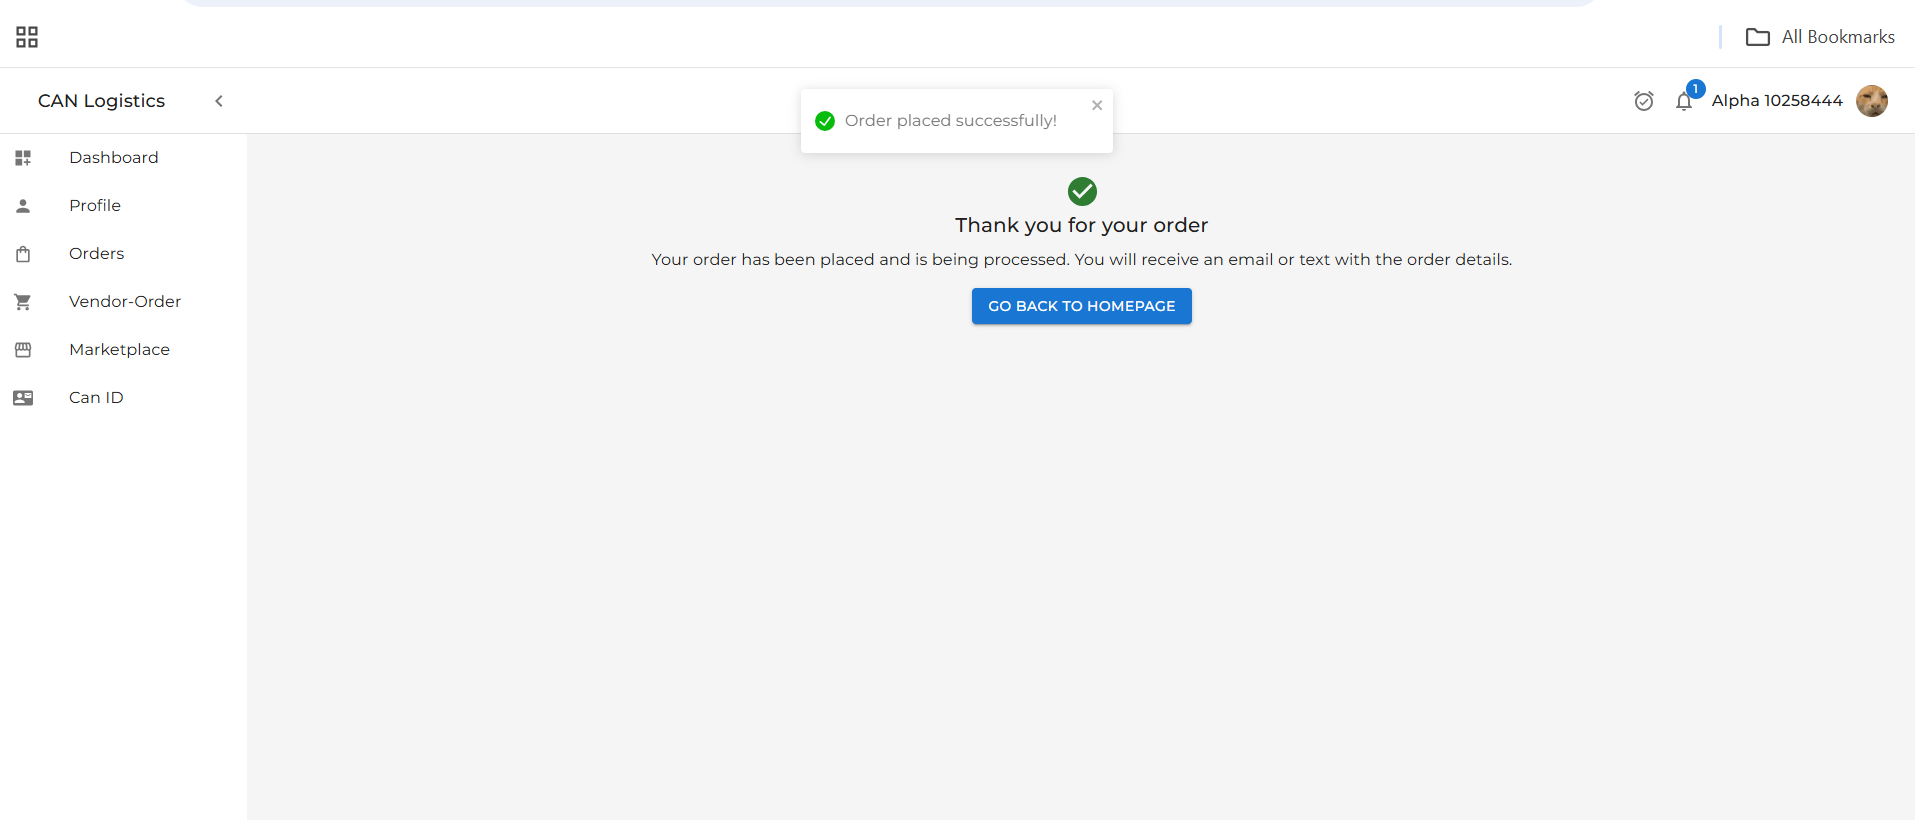 All Bookmarks
CAN Logistics
Order placed successfully!
1
Alpha 10258444
Dashboard
Profile
Orders
Vendor-Order
Marketplace
Can ID
Thank you for your order
Your order has been placed and is being processed. You will receive an email or text with the order details.
GO BACK TO HOMEPAGE